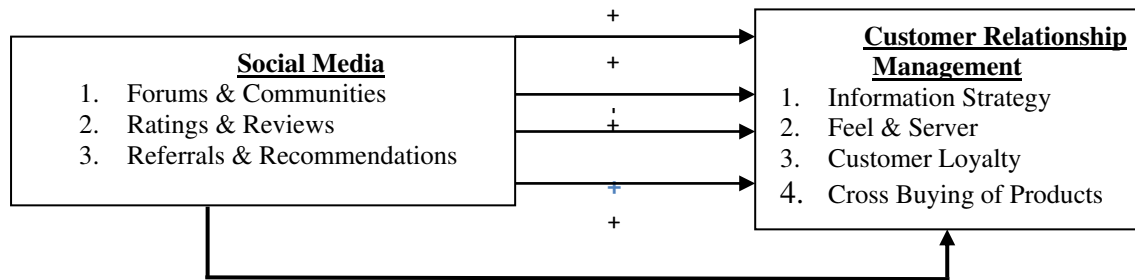 +
Social Media
1. Forums & Communities
2. Ratings & Reviews
3. Referrals & Recommendations
+
+
+
+
Customer Relationship
Management
1. Information Strategy
2. Feel & Server
3. Customer Loyalty
4. Cross Buying of Products